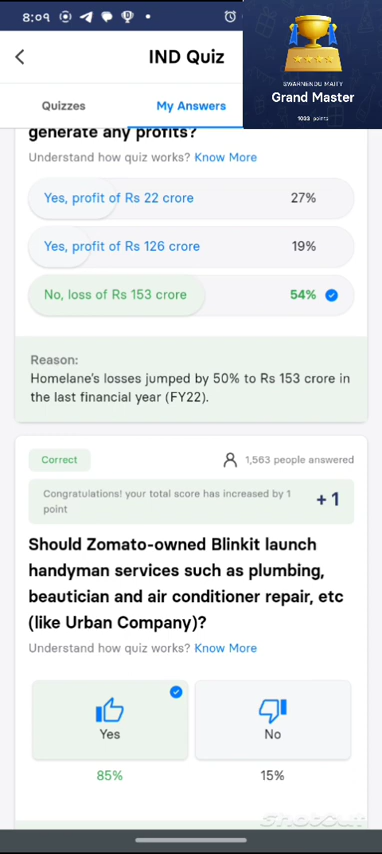 8:09
IND Quiz
SWARNENDU MAITY
Grand Master
1033 points
Quizzes
My Answers
generate any profits?
Understand how quiz works? Know More
Yes, profit of Rs 22 crore 27%
Yes, profit of Rs 126 crore 19%
No, loss of Rs 153 crore 54%
Reason:
Homelane's losses jumped by 50% to Rs 153 crore in
the last financial year (FY22).
Correct
1,563 people answered
Congratulations! your total score has increased by 1
point
+1
Should Zomato-owned Blinkit launch
handyman services such as plumbing,
beautician and air conditioner repair, etc
(like Urban Company)?
Understand how quiz works? Know More
Yes
No
85%
15%
Shotcut